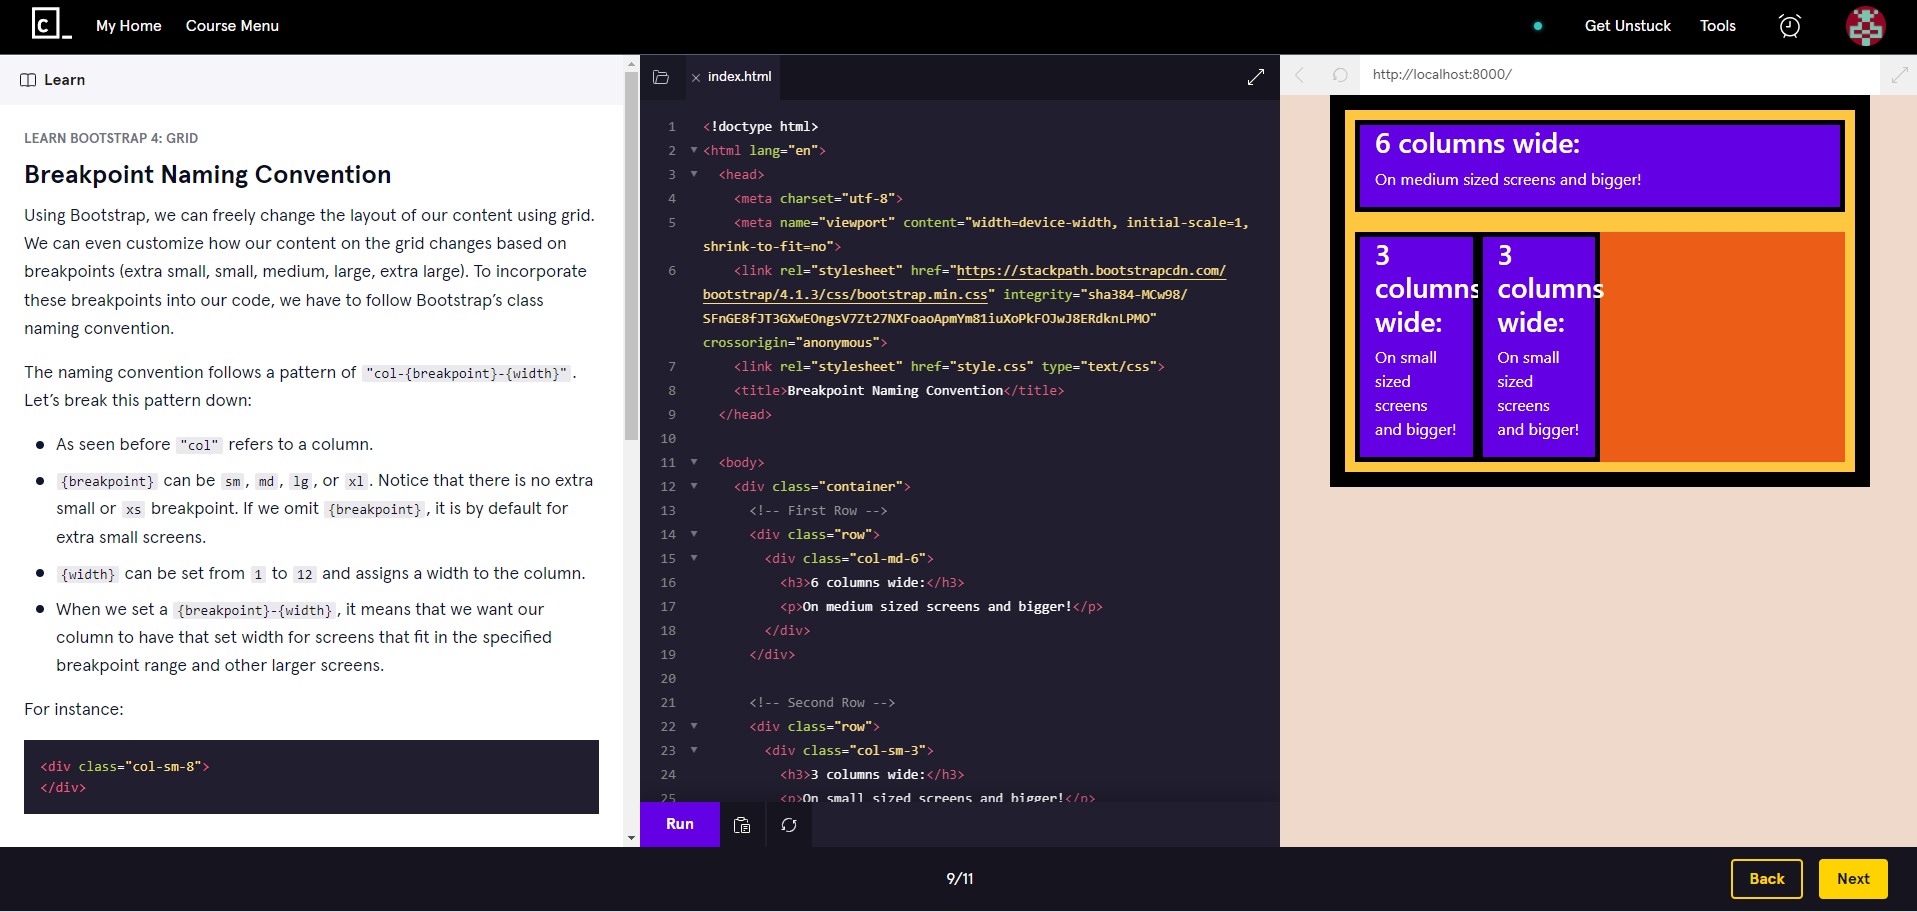 C_
My Home
Course Menu
Get Unstuck
Tools
Learn
LEARN BOOTSTRAP 4: GRID
Breakpoint Naming Convention
Using Bootstrap, we can freely change the layout of our content using grid.
We can even customize how our content on the grid changes based on
breakpoints (extra small, small, medium, large, extra large). To incorporate
these breakpoints into our code, we have to follow Bootstrap’s class
naming convention.
The naming convention follows a pattern of "col-{breakpoint}-{width}".
Let’s break this pattern down:
As seen before "col" refers to a column.
{breakpoint} can be sm, md, lg, or xl. Notice that there is no extra
small or xs breakpoint. If we omit {breakpoint}, it is by default for
extra small screens.
{width} can be set from 1 to 12 and assigns a width to the column.
When we set a {breakpoint}-{width}, it means that we want our
column to have that set width for screens that fit in the specified
breakpoint range and other larger screens.
For instance:
<div class="col-sm-8">
</div>
index.html
1 <!doctype html>
2 <html lang="en">
3 <head>
4 <meta charset="utf-8">
5 <meta name="viewport" content="width=device-width, initial-scale=1,
shrink-to-fit=no">
6 <link rel="stylesheet" href="https://stackpath.bootstrapcdn.com/
bootstrap/4.1.3/css/bootstrap.min.css" integrity="sha384-MCw98/
SFnGE8fJT3GXwEOngsV7Zt27NXFoaoApmYm81iuXoPkFOJwJ8ERdknLPMO"
crossorigin="anonymous">
7 <link rel="stylesheet" href="style.css" type="text/css">
8 <title>Breakpoint Naming Convention</title>
9 </head>
10
11 <body>
12 <div class="container">
13 <!-- First Row -->
14 <div class="row">
15 <div class="col-md-6">
16 <h3>6 columns wide:</h3>
17 <p>On medium sized screens and bigger!</p>
18 </div>
19 </div>
20
21 <!-- Second Row -->
22 <div class="row">
23 <div class="col-sm-3">
24 <h3>3 columns wide:</h3>
25 <p>On small sized screens and bigger!</p>
Run
http://localhost:8000/
6 columns wide:
On medium sized screens and bigger!
3
columns
wide:
On small
sized
screens
and bigger!
3
columns
wide:
On small
sized
screens
and bigger!
9/11
Back
Next